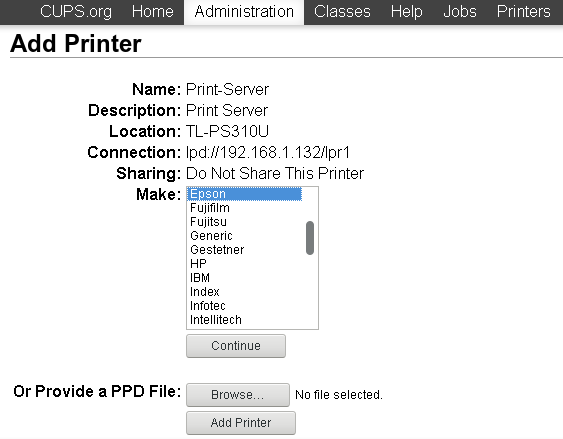 CUPS.org Home Administration Classes Help Jobs Printers
Add Printer
Name: Print-Server
Description: Print Server
Location: TL-PS310U
Connection: lpd://192.168.1.132/lpr1
Sharing: Do Not Share This Printer
Make: Epson
Fujifilm
Fujitsu
Generic
Gestetner
HP
IBM
Index
Infotec
Intellitech
Continue
Or Provide a PPD File: Browse... No file selected.
Add Printer